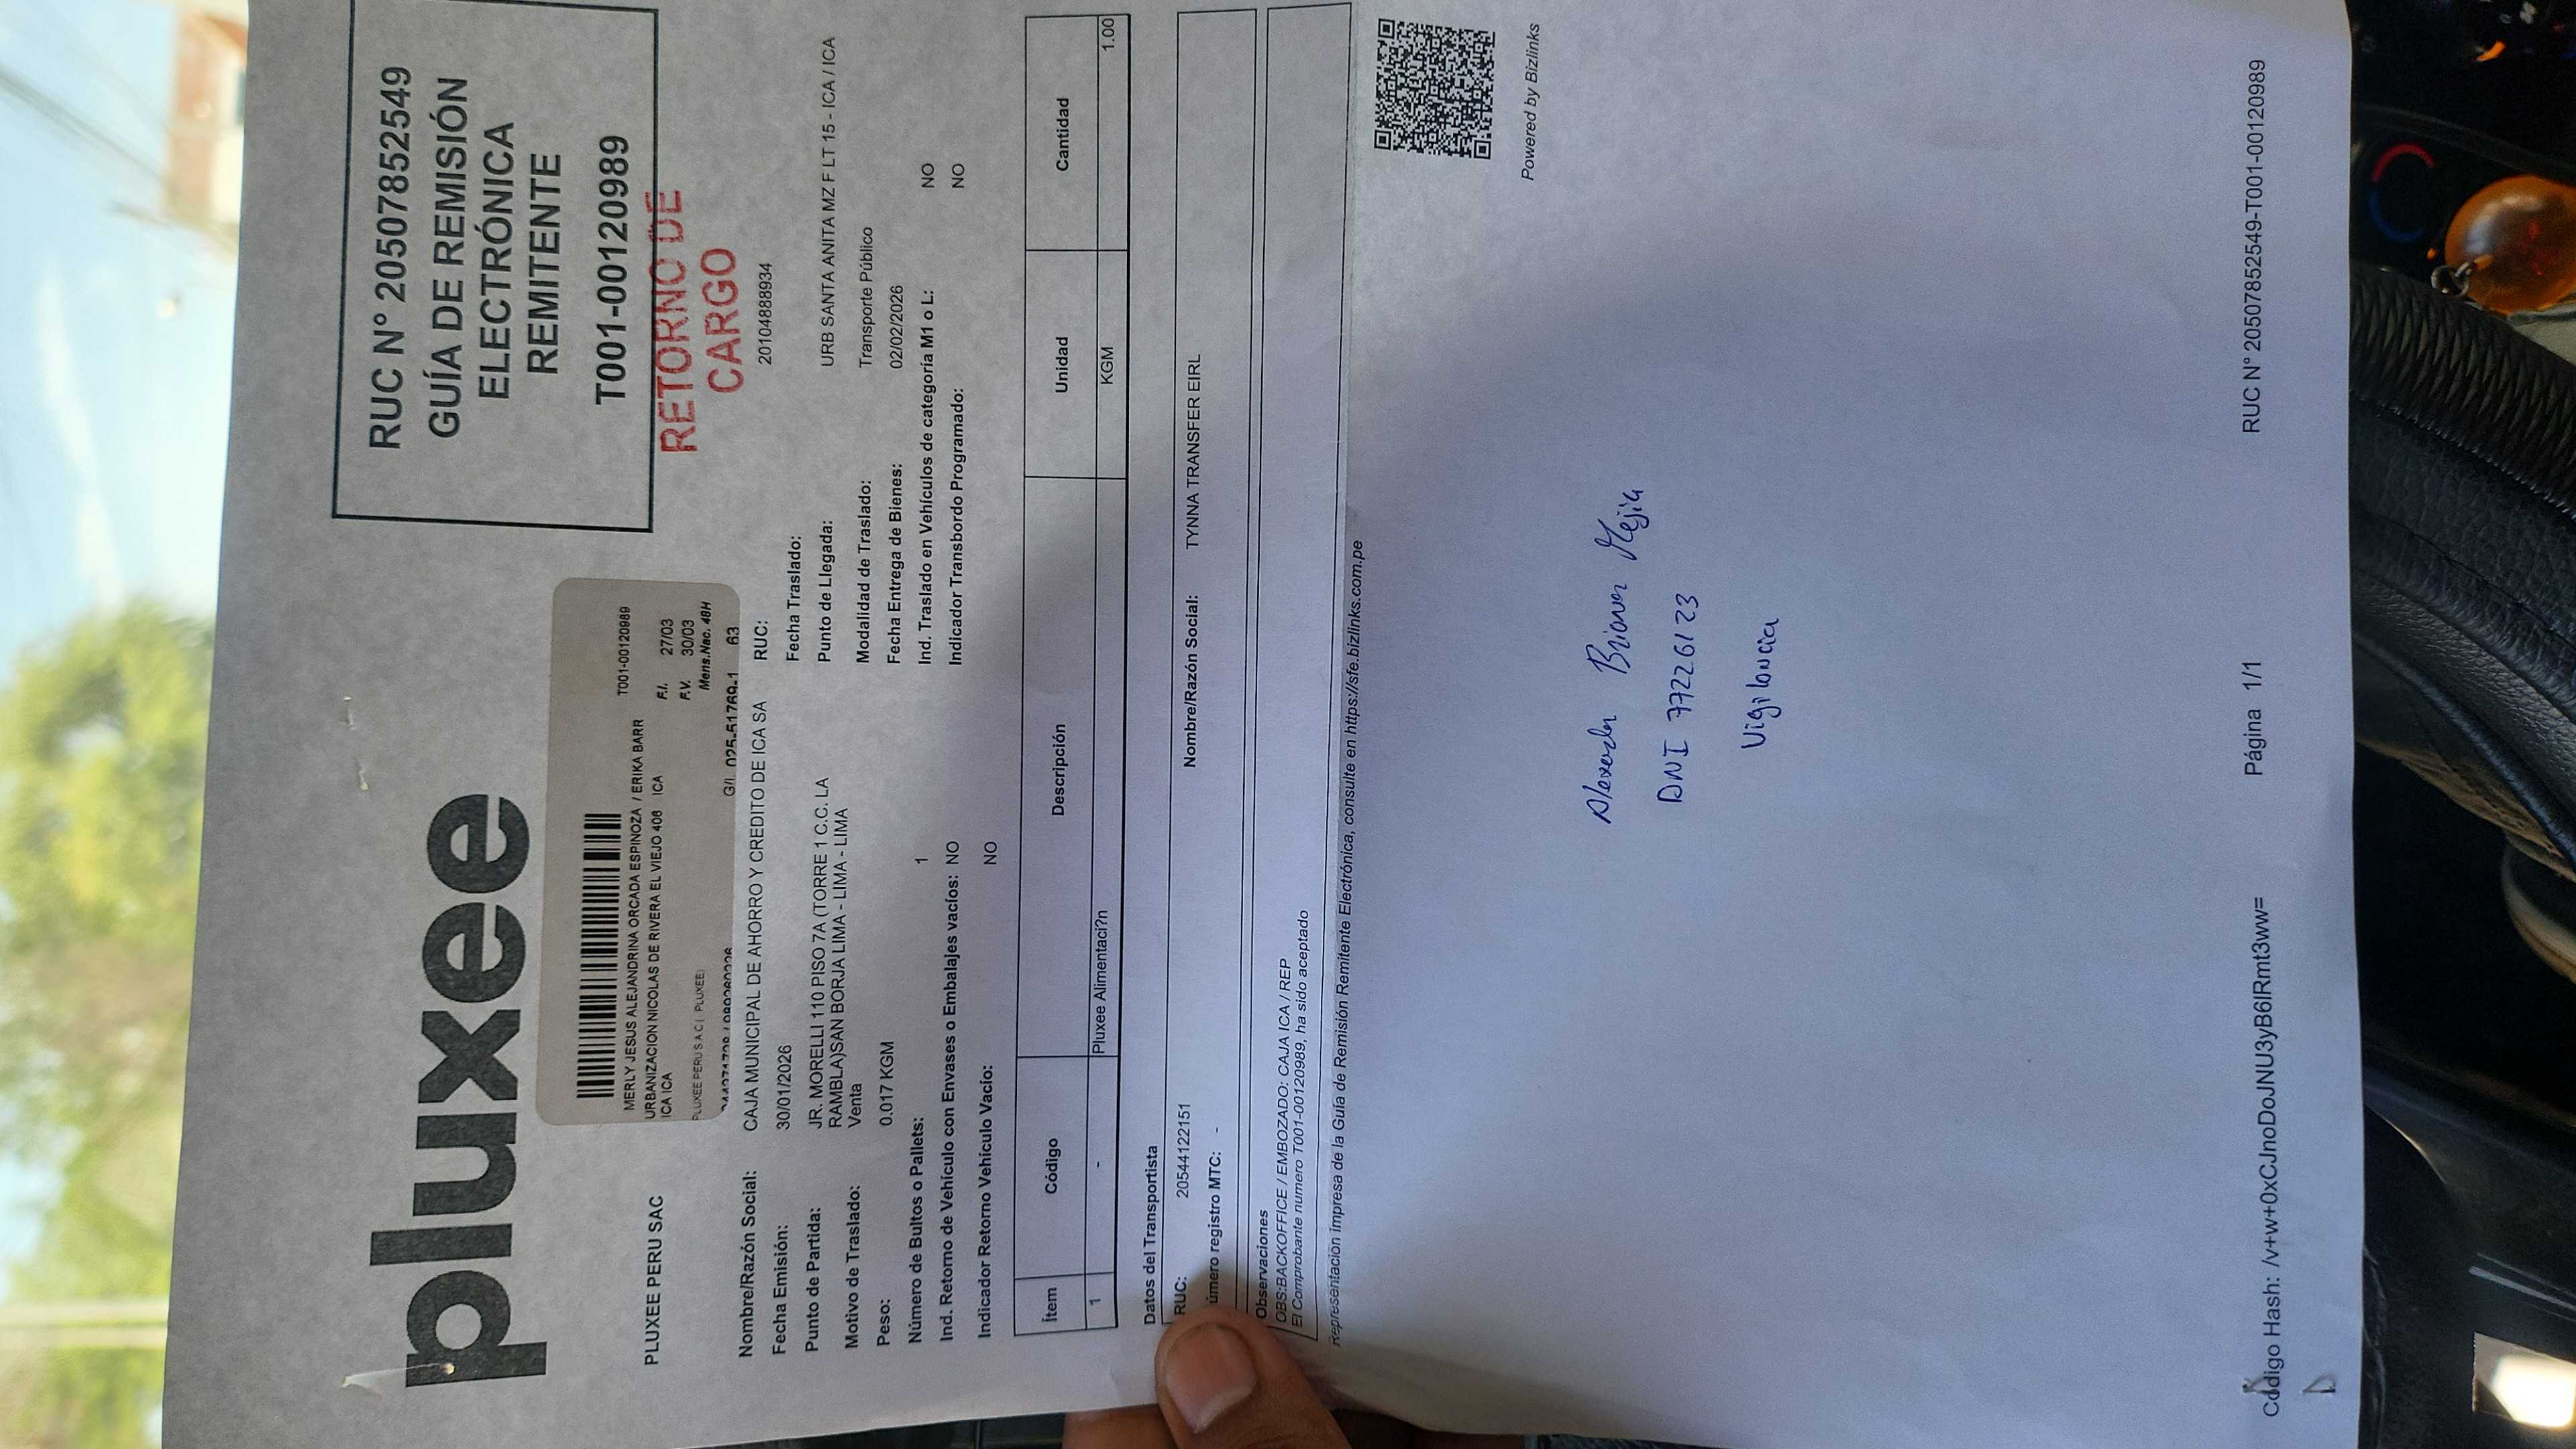 pluxee
RUC N° 20507852549
GUÍA DE REMISIÓN
ELECTRÓNICA
REMITENTE
T001-00120989
RETORNO DE
CARGO
PLUXEE PERU SAC
MERLY JESUS ALEJANDRINA ORCADA ESPINOZA / ERIKA BARR
T001-00120989
URBANIZACION NICOLAS DE RIVERA EL VIEJO 406 ICA
ICA ICA
F.I. 27/03
F.V. 30/03
PLUXEE PERU S A C ( PLUXEE)
Mens.Nac. 48H
G/I. 025-51769-1 63
Nombre/Razón Social: CAJA MUNICIPAL DE AHORRO Y CREDITO DE ICA SA RUC: 20104888934
Fecha Emisión: 30/01/2026 Fecha Traslado:
Punto de Partida: JR. MORELLI 110 PISO 7A (TORRE 1 C.C. LA RAMBLA)SAN BORJA LIMA - LIMA - LIMA Punto de Llegada: URB SANTA ANITA MZ F LT 15 - ICA / ICA
Motivo de Traslado: Venta Modalidad de Traslado: Transporte Público
Peso: 0.017 KGM Fecha Entrega de Bienes: 02/02/2026
Número de Bultos o Pallets: 1 Ind. Traslado en Vehículos de categoría M1 o L: NO
Ind. Retorno de Vehículo con Envases o Embalajes vacíos: NO Indicador Transbordo Programado: NO
Indicador Retorno Vehículo Vacio: NO
Ítem Código Descripción Unidad Cantidad
1 - Pluxee Alimentaci?n KGM 1.00
Datos del Transportista
RUC: 20544122151 Nombre/Razón Social: TYNNA TRANSFER EIRL
úmero registro MTC: -
Observaciones
OBS:BACKOFFICE / EMBOZADO: CAJA ICA / REP
El Comprobante numero T001-00120989, ha sido aceptado
Representación impresa de la Guía de Remisión Remitente Electrónica, consulte en https://sfe.bizlinks.com.pe
Powered by Bizlinks
Mejia
DNI 77226123
Vigilancia
Código Hash: /v+w+0xCJnoDoJNU3yB6IRmt3ww= Página 1/1 RUC N° 20507852549-T001-00120989